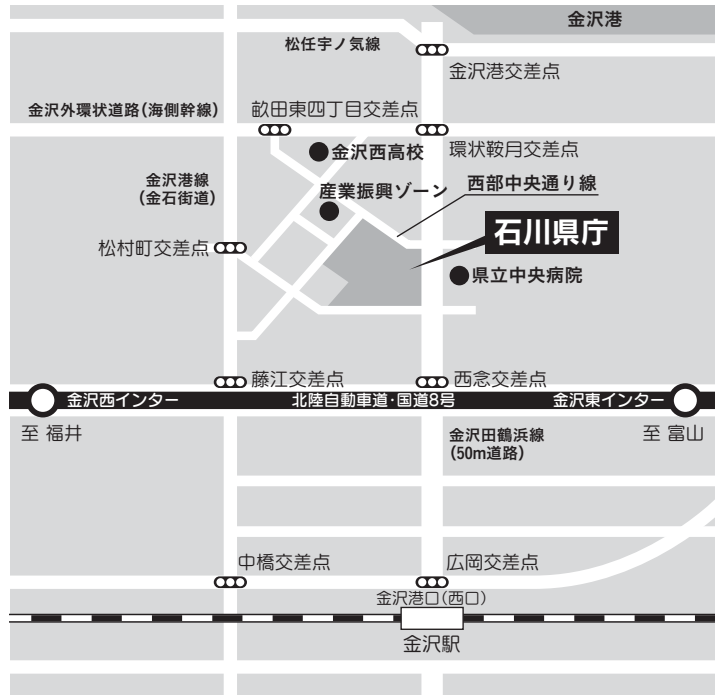 金沢港
松任宇ノ気線
金沢港交差点
金沢外環状道路(海側幹線)
畝田東四丁目交差点
金沢西高校
環状鞍月交差点
金沢港線
(金石街道)
産業振興ゾーン
西部中央通り線
石川県庁
松村町交差点
県立中央病院
藤江交差点
西念交差点
金沢西インター
北陸自動車道・国道8号
金沢東インター
至 福井
金沢田鶴浜線
(50m道路)
至 富山
中橋交差点
広岡交差点
金沢港口(西口)
金沢駅